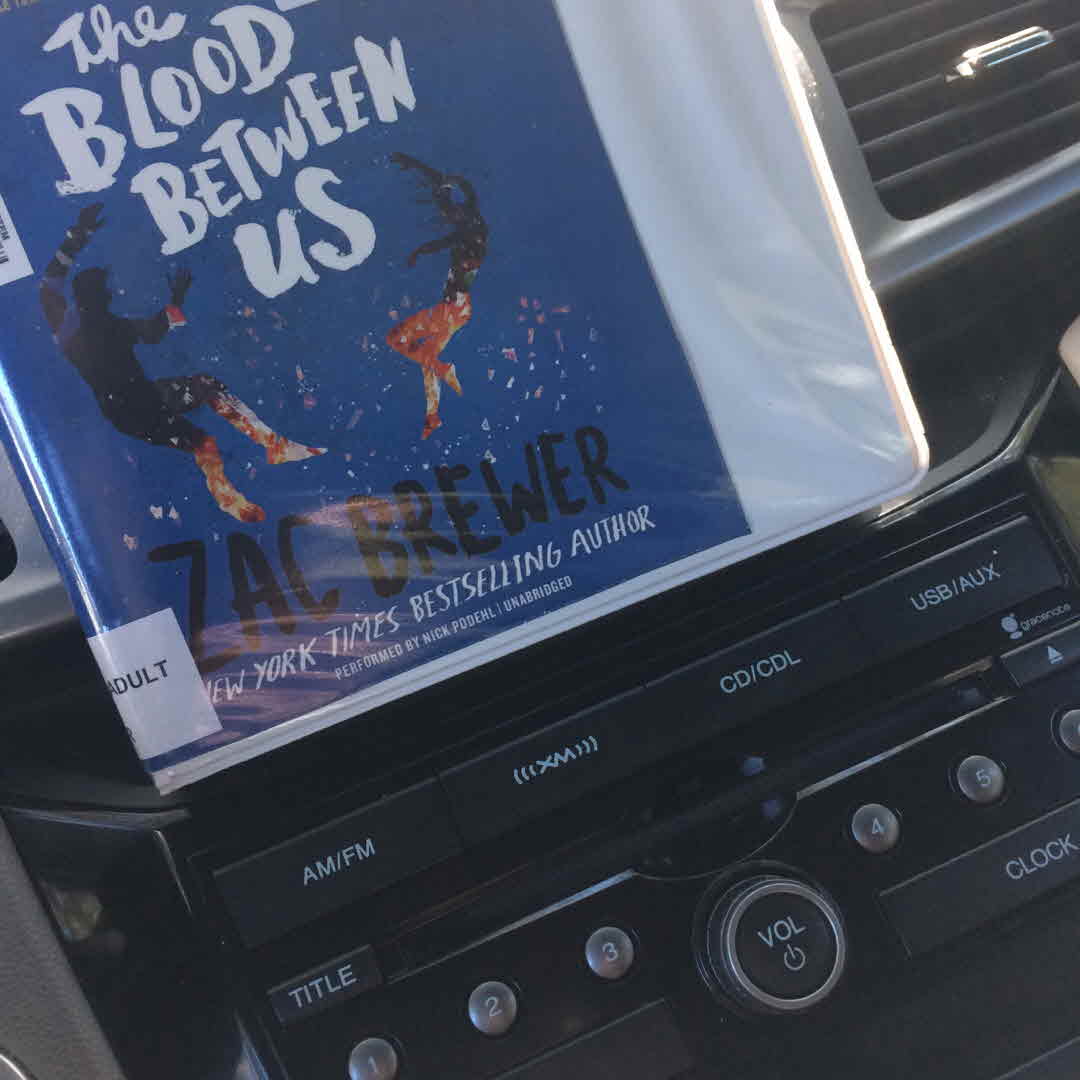 The
BLOOD
BETWEEN
US
ZAC BREWER
NEW YORK TIMES BESTSELLING AUTHOR
PERFORMED BY NICK PODEHL | UNABRIDGED
ADULT
USB/AUX
gracenote
CD/CDL
(((XM)))
AM/FM
5
4
CLOCK
VOL
3
TITLE
2
1